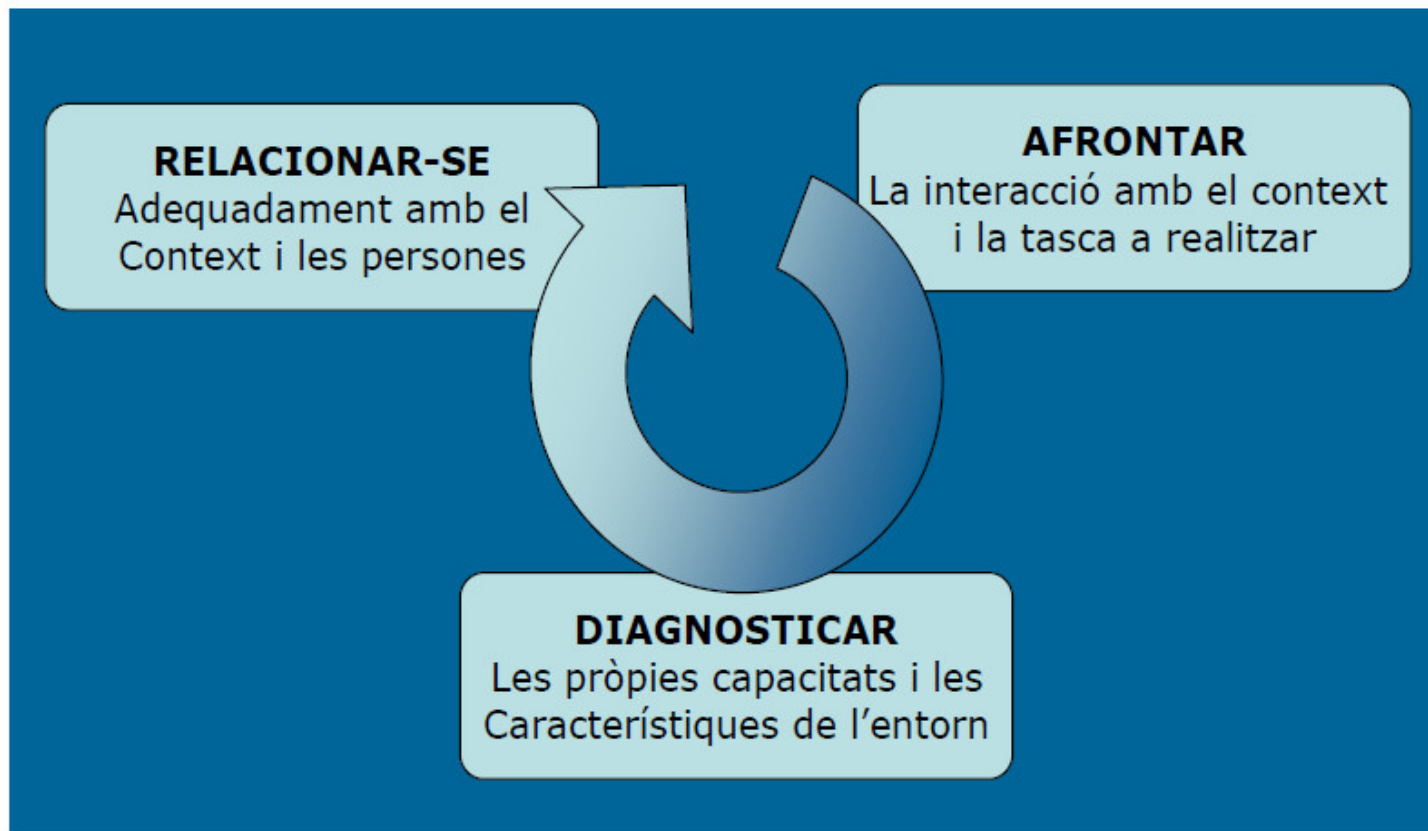 RELACIONAR-SE
Adequadament amb el
Context i les persones
AFRONTAR
La interacció amb el context
i la tasca a realitzar
DIAGNOSTICAR
Les pròpies capacitats i les
Característiques de l’entorn